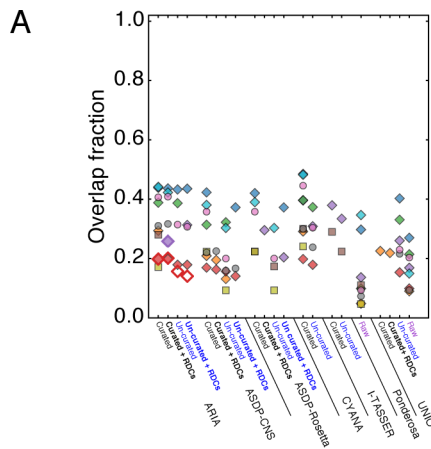 A
Overlap fraction
1.0
0.8
0.6
0.4
0.2
0.0
Curated
Curated + RDCs
Un-curated
Un-curated + RDCs
ARIA
Curated
Curated + RDCs
Un-curated
Un-curated + RDCs
ASDP-CNS
Curated
Curated + RDCs
Un-curated
Un curated + RDCs
ASDP-Rosetta
Curated
Un-curated
CYANA
Curated
Un-curated
I-TASSER
Raw
Ponderosa
Curated
Curated+ RDCs
Un-curated
Raw
UNIO